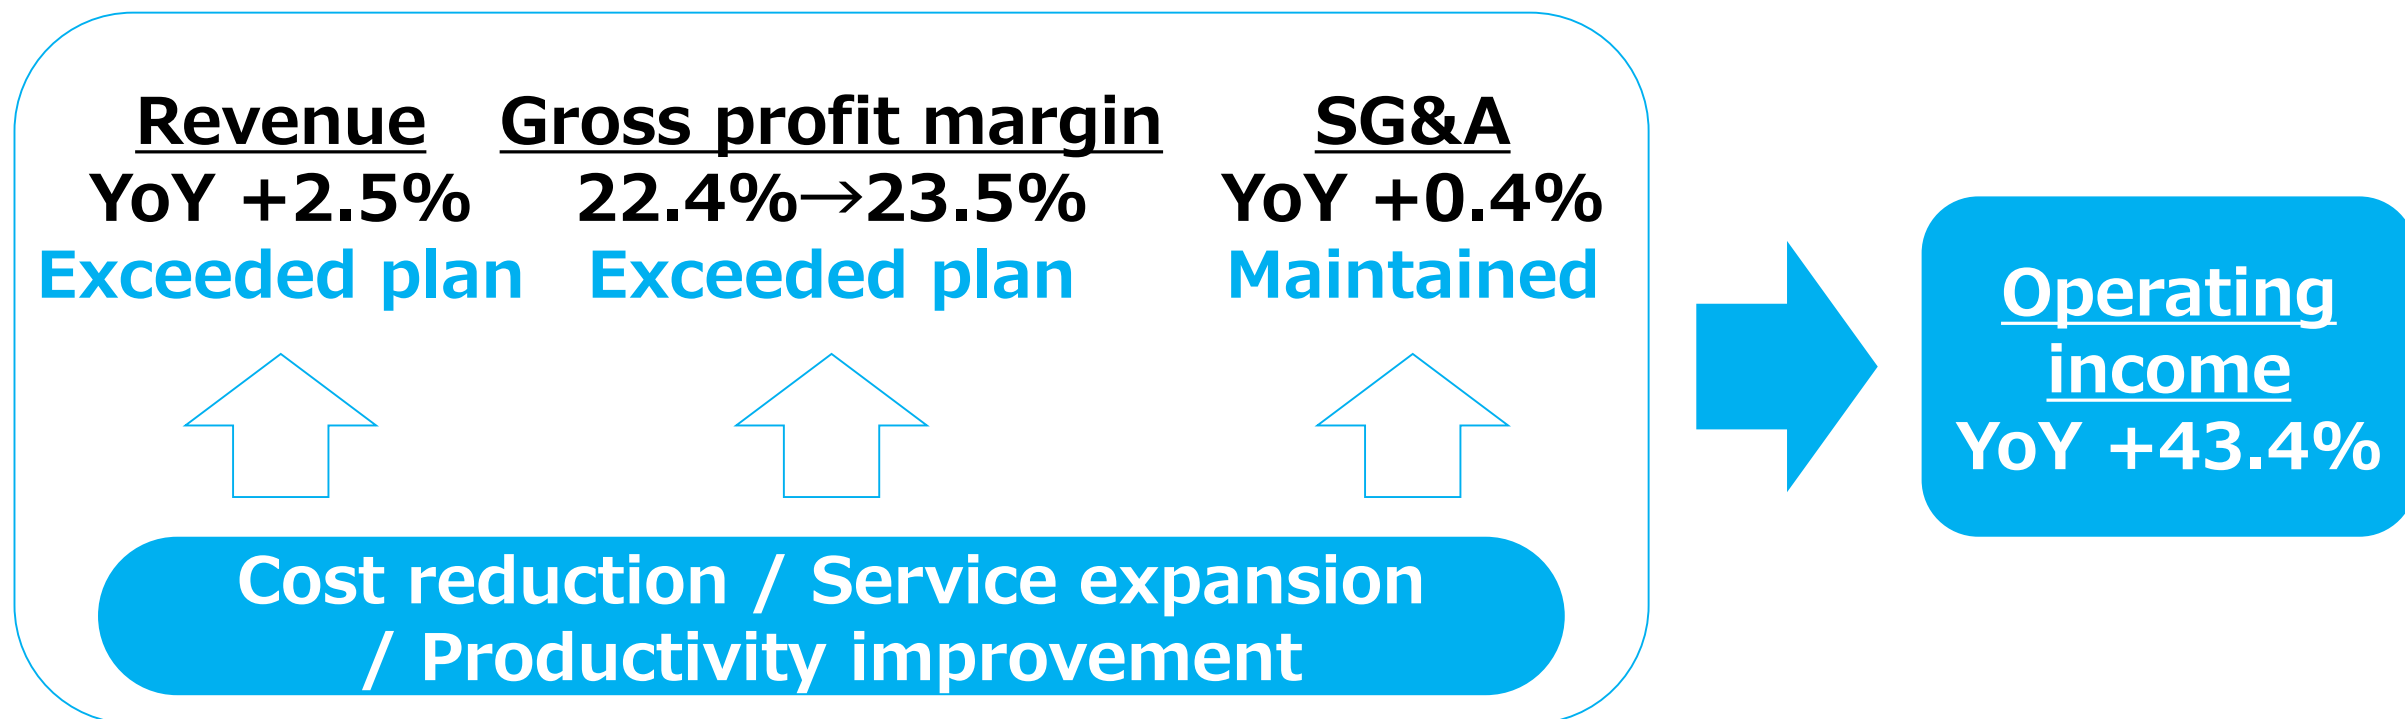 Revenue
YoY +2.5%
Exceeded plan
Gross profit margin
22.4%→23.5%
Exceeded plan
SG&A
YoY +0.4%
Maintained
Cost reduction / Service expansion
/ Productivity improvement
Operating
income
YoY +43.4%